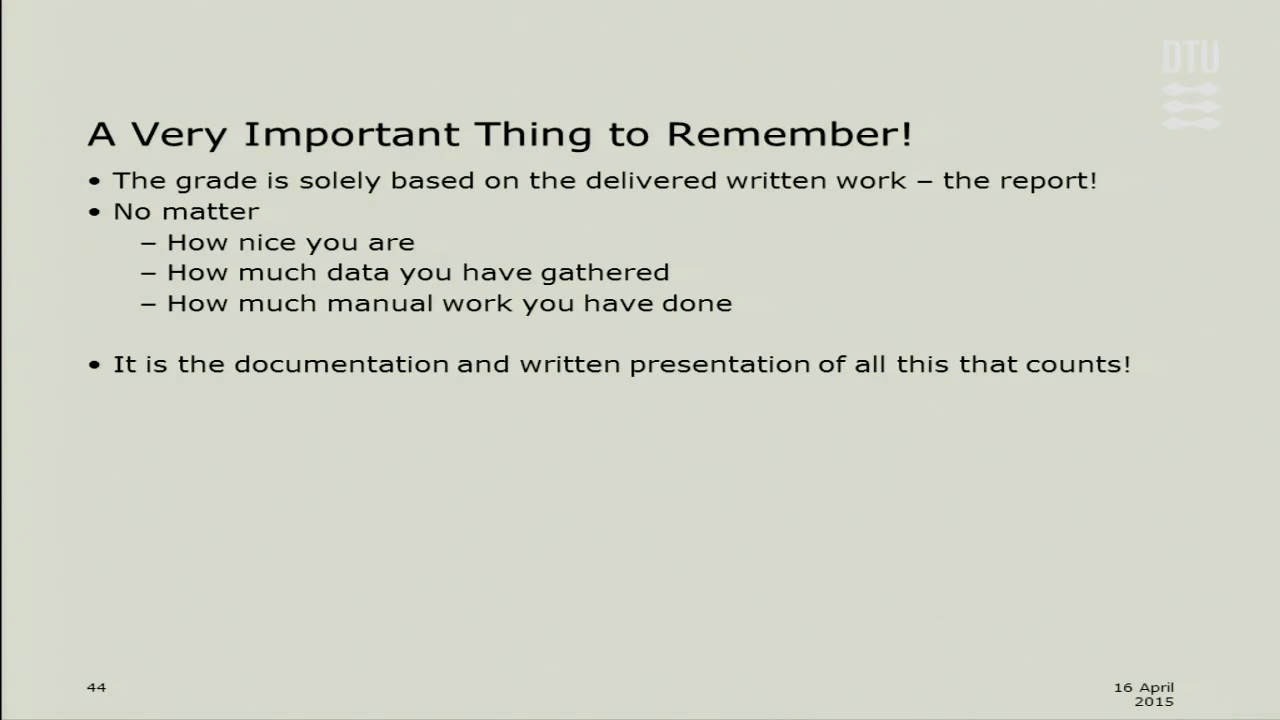 DTU
A Very Important Thing to Remember!
• The grade is solely based on the delivered written work – the report!
• No matter
– How nice you are
– How much data you have gathered
– How much manual work you have done
• It is the documentation and written presentation of all this that counts!
44
16 April
2015